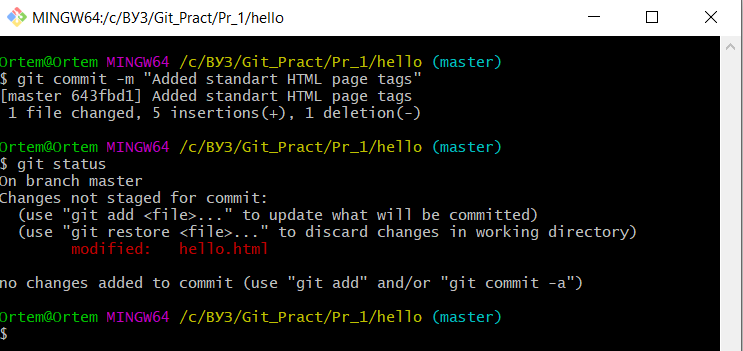 MINGW64:/c/ВУЗ/Git_Pract/Pr_1/hello
Ortem@Ortem MINGW64 /c/ВУЗ/Git_Pract/Pr_1/hello (master)
$ git commit -m "Added standart HTML page tags"
[master 643fbd1] Added standart HTML page tags
 1 file changed, 5 insertions(+), 1 deletion(-)
Ortem@Ortem MINGW64 /c/ВУЗ/Git_Pract/Pr_1/hello (master)
$ git status
On branch master
Changes not staged for commit:
  (use "git add <file>..." to update what will be committed)
  (use "git restore <file>..." to discard changes in working directory)
        modified:   hello.html
no changes added to commit (use "git add" and/or "git commit -a")
Ortem@Ortem MINGW64 /c/ВУЗ/Git_Pract/Pr_1/hello (master)
$